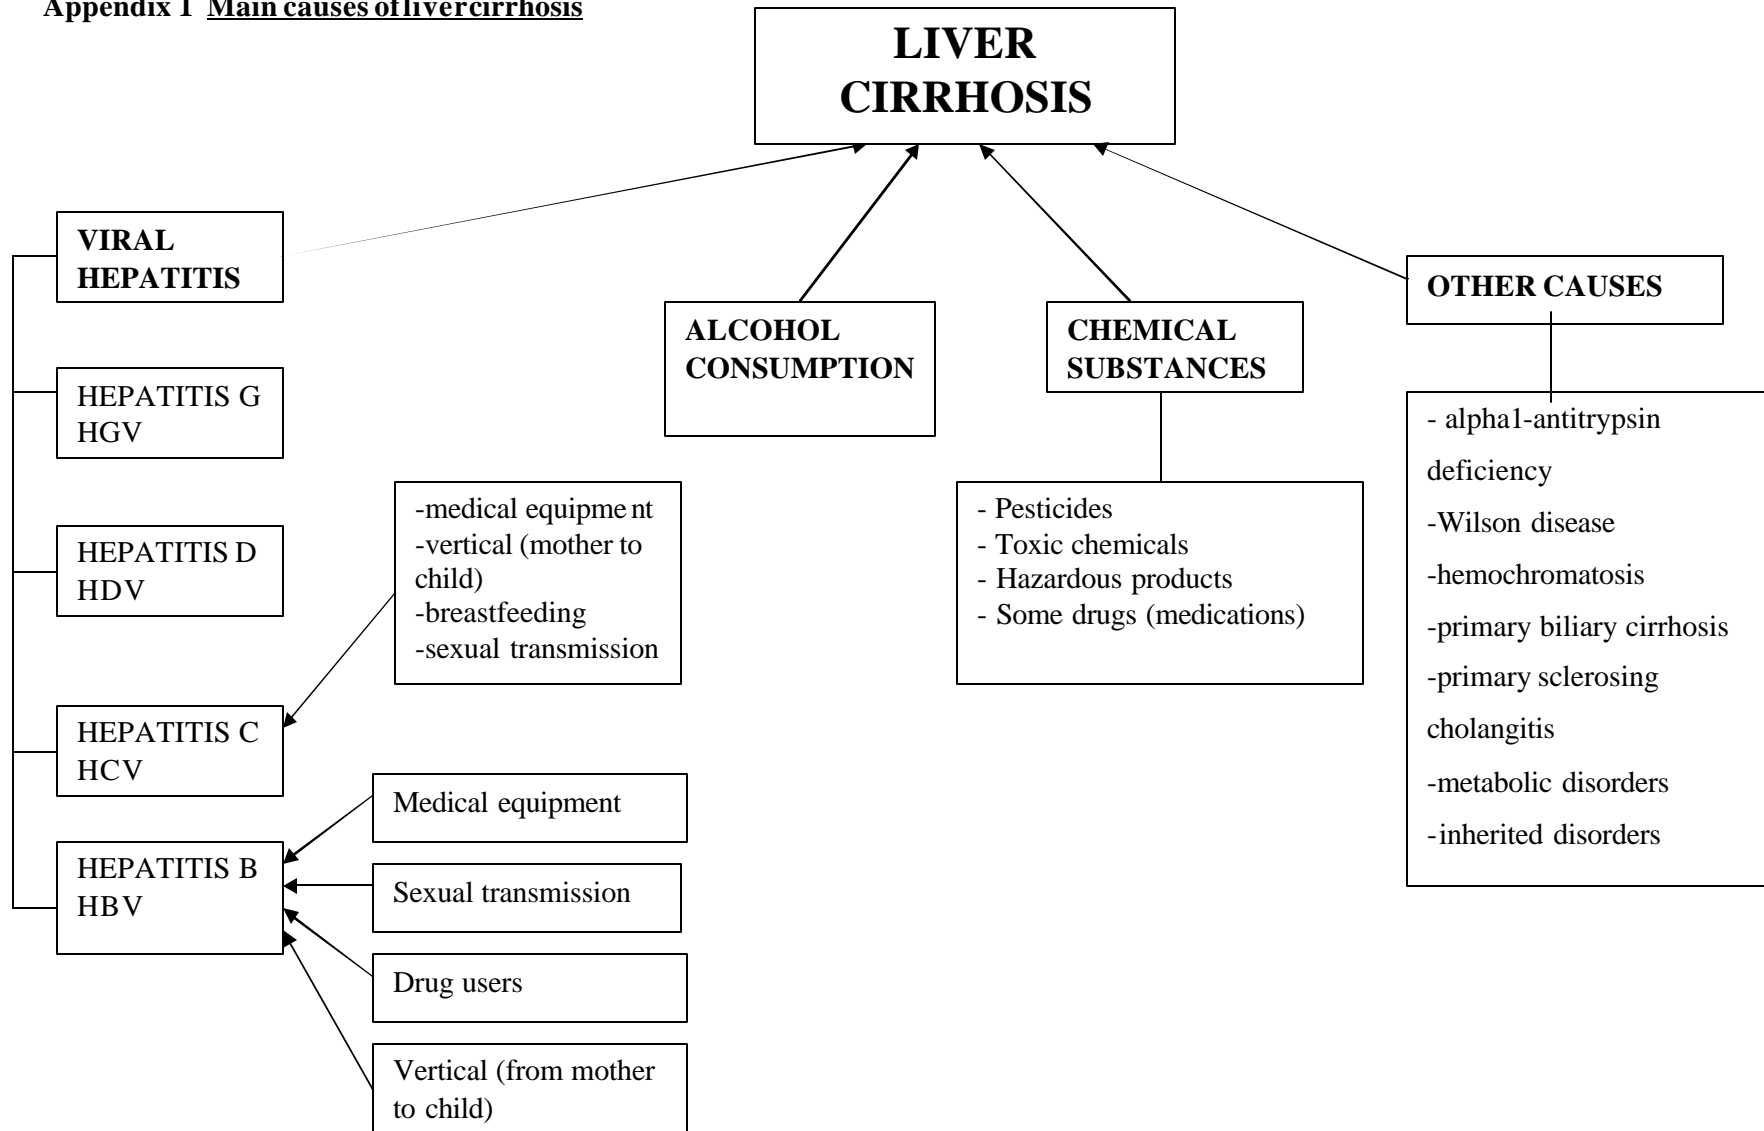 Appendix 1 Main causes of liver cirrhosis
LIVER
CIRRHOSIS
VIRAL
HEPATITIS
HEPATITIS G
HGV
HEPATITIS D
HDV
HEPATITIS C
HCV
HEPATITIS B
HBV
-medical equipment
-vertical (mother to
child)
-breastfeeding
-sexual transmission
Medical equipment
Sexual transmission
Drug users
Vertical (from mother
to child)
ALCOHOL
CONSUMPTION
CHEMICAL
SUBSTANCES
- Pesticides
- Toxic chemicals
- Hazardous products
- Some drugs (medications)
OTHER CAUSES
- alpha1-antitrypsin
deficiency
-Wilson disease
-hemochromatosis
-primary biliary cirrhosis
-primary sclerosing
cholangitis
-metabolic disorders
-inherited disorders